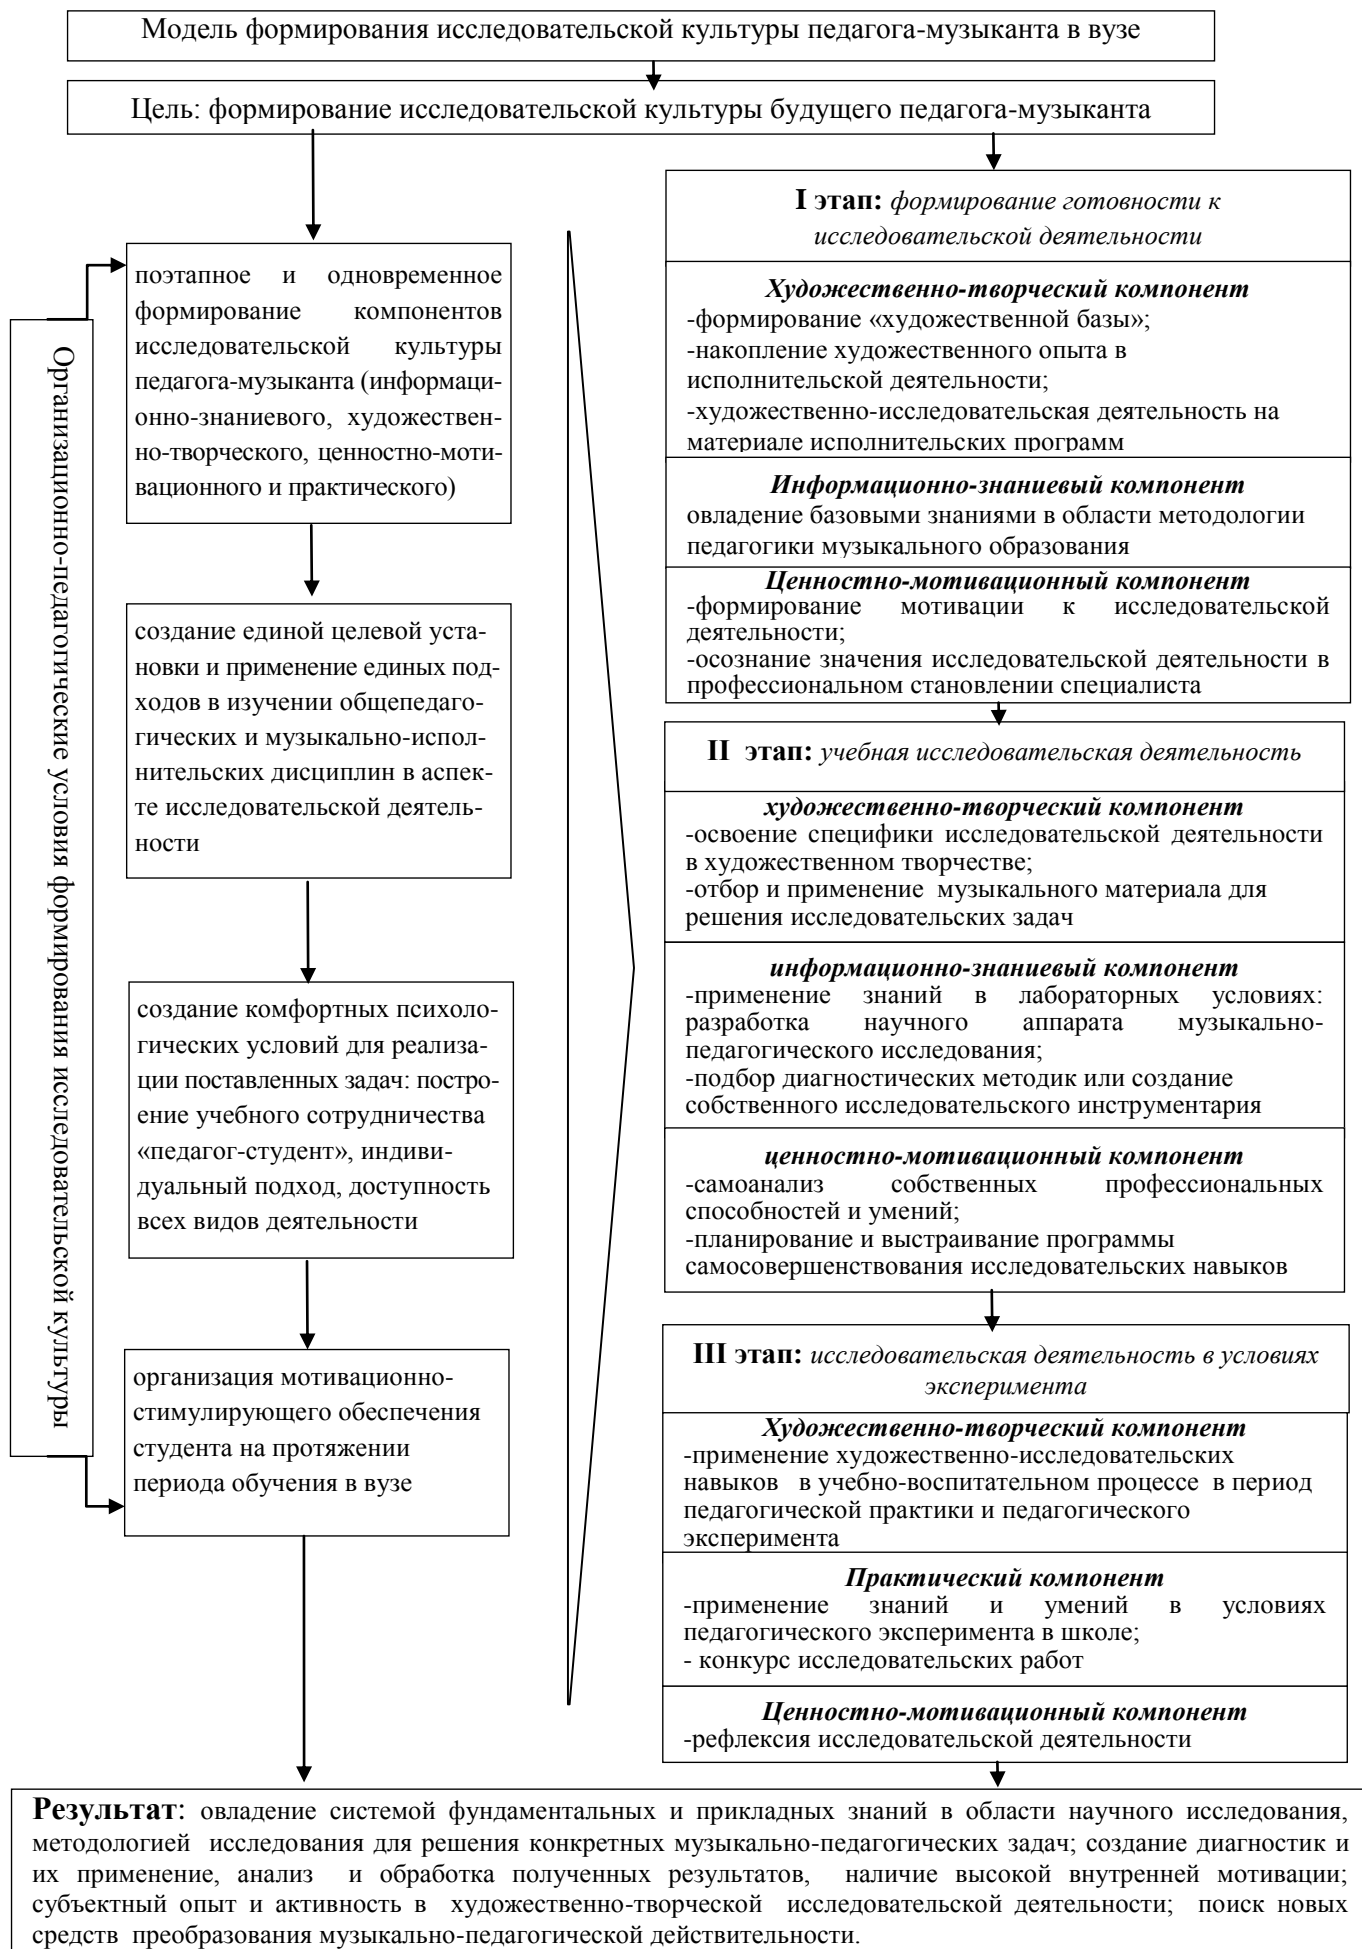 Модель формирования исследовательской культуры педагога-музыканта в вузе
Цель: формирование исследовательской культуры будущего педагога-музыканта
Организационно-педагогические условия формирования исследовательской культуры
поэтапное и одновременное
формирование компонентов
исследовательской культуры
педагога-музыканта (информаци-
онно-знаниевого, художествен-
но-творческого, ценностно-моти-
вационного и практического)
создание единой целевой уста-
новки и применение единых под-
ходов в изучении общепедаго-
гических и музыкально-испол-
нительских дисциплин в аспек-
те исследовательской деятель-
ности
создание комфортных психоло-
гических условий для реализа-
ции поставленных задач: построе-
ение учебного сотрудничества
«педагог-студент», индиви-
дуальный подход, доступность
всех видов деятельности
организация мотивационно-
стимулирующего обеспечения
студента на протяжении
периода обучения в вузе
I этап: формирование готовности к
исследовательской деятельности
Художественно-творческий компонент
-формирование «художественной базы»;
-накопление художественного опыта в
исполнительской деятельности;
-художественно-исследовательская деятельность на
материале исполнительских программ
Информационно-знаниевый компонент
овладение базовыми знаниями в области методологии
педагогики музыкального образования
Ценностно-мотивационный компонент
-формирование мотивации к исследовательской
деятельности;
-осознание значения исследовательской деятельности в
профессиональном становлении специалиста
II этап: учебная исследовательская деятельность
художественно-творческий компонент
-освоение специфики исследовательской деятельности
в художественном творчестве;
-отбор и применение музыкального материала для
решения исследовательских задач
информационно-знаниевый компонент
-применение знаний в лабораторных условиях:
разработка научного аппарата музыкально-
педагогического исследования;
-подбор диагностических методик или создание
собственного исследовательского инструментария
ценностно-мотивационный компонент
-самоанализ собственных профессиональных
способностей и умений;
-планирование и выстраивание программы
самосовершенствования исследовательских навыков
III этап: исследовательская деятельность в условиях
эксперимента
Художественно-творческий компонент
-применение художественно-исследовательских
навыков в учебно-воспитательном процессе в период
педагогической практики и педагогического
эксперимента
Практический компонент
-применение знаний и умений в условиях
педагогического эксперимента в школе;
- конкурс исследовательских работ
Ценностно-мотивационный компонент
-рефлексия исследовательской деятельности
Результат: овладение системой фундаментальных и прикладных знаний в области научного исследования,
методологией исследования для решения конкретных музыкально-педагогических задач; создание диагностик и
их применение, анализ и обработка полученных результатов, наличие высокой внутренней мотивации;
субъектный опыт и активность в художественно-творческой исследовательской деятельности; поиск новых
средств преобразования музыкально-педагогической действительности.